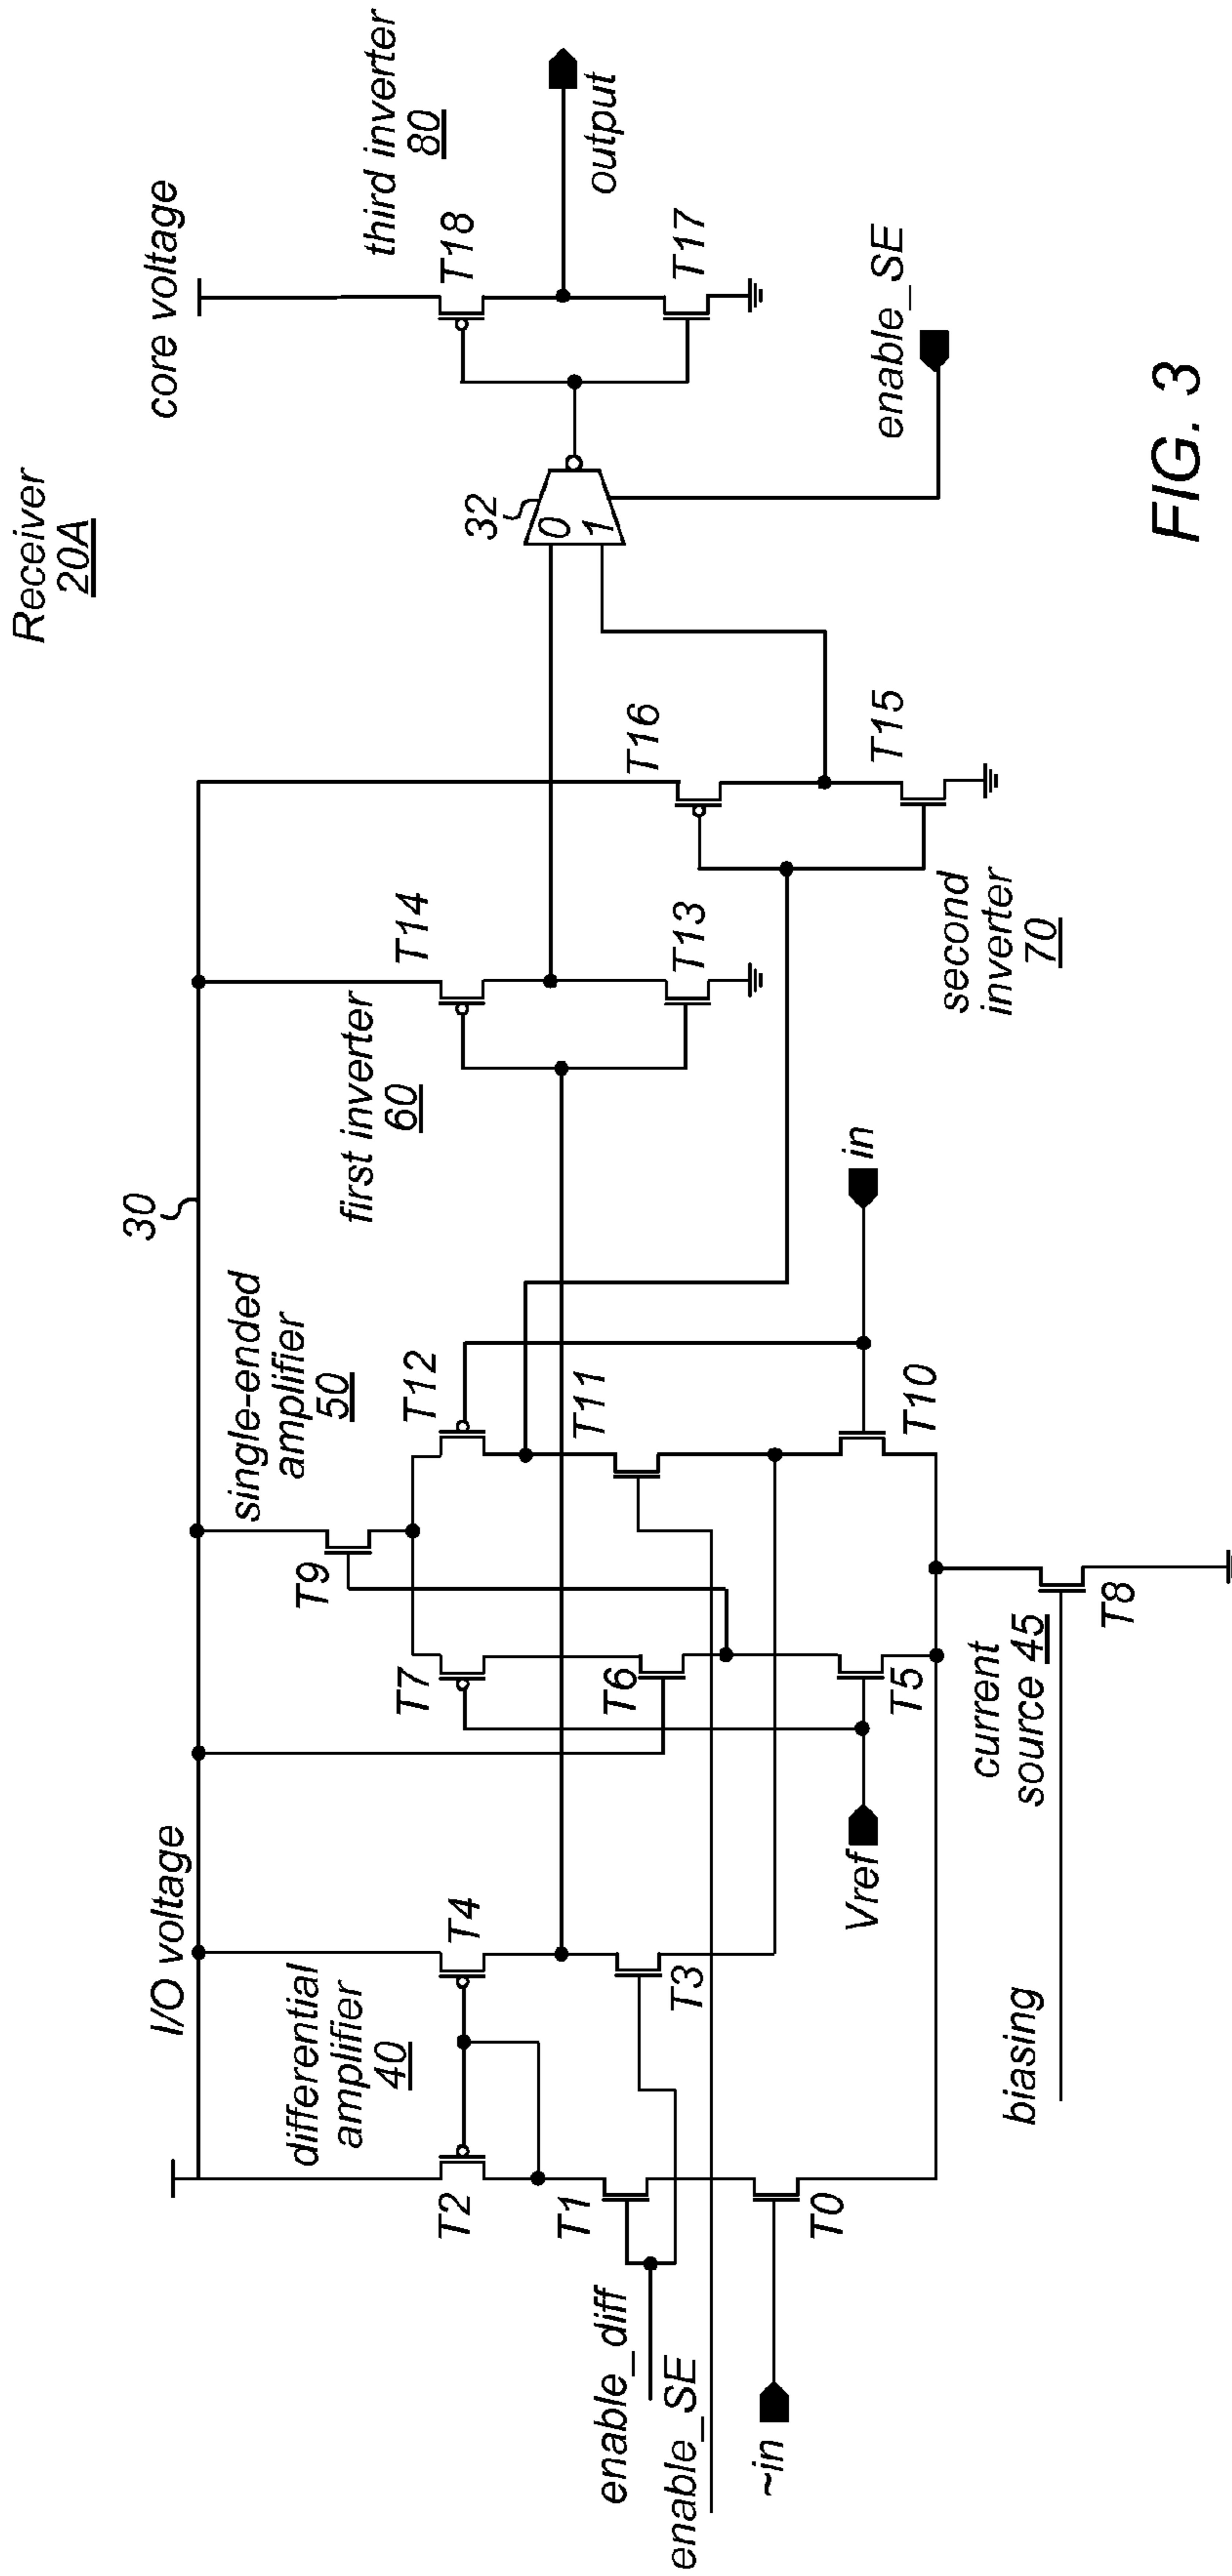 Receiver
20A
core voltage
third inverter
80
T18
output
T17
32
0
1
enable_SE
T16
T15
second
inverter
70
T14
T13
first inverter
60
30
in
single-ended
amplifier
50
T12
T11
T10
T9
T7
T6
T5
T8
current
source 45
Vref
I/O voltage
differential
amplifier
40
T4
T3
T2
T1
T0
biasing
enable_diff
enable_SE
~in
FIG. 3